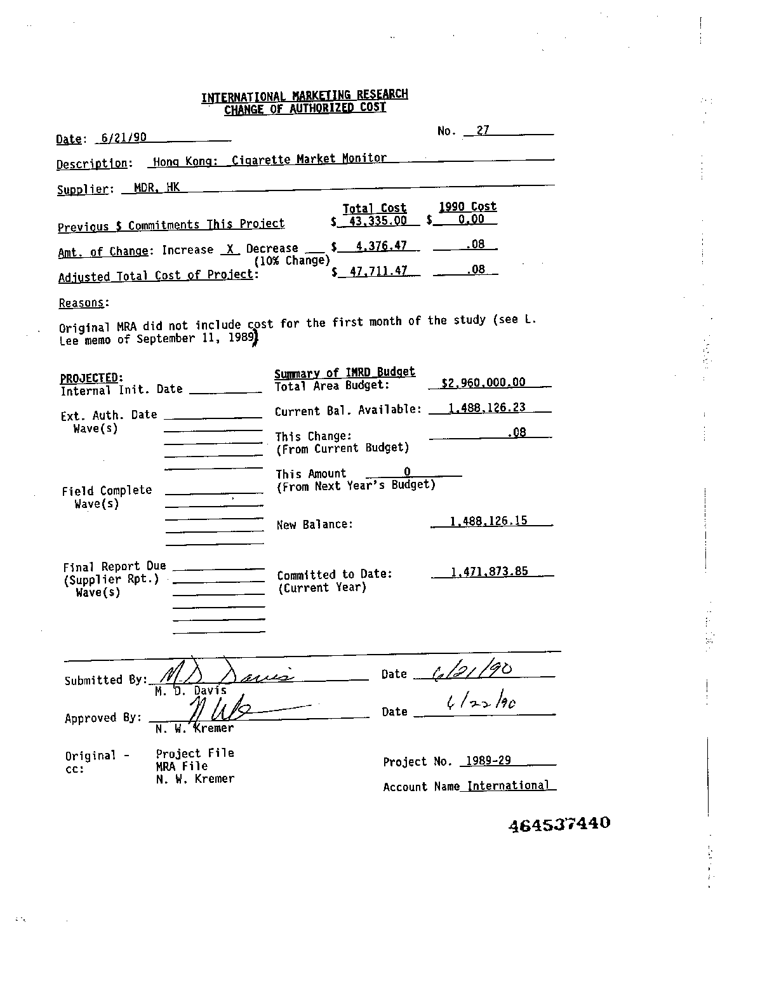 INTERNATIONAL MARKETING RESEARCH
CHANGE OF AUTHORIZED COST
No. 27
Date: 6/21/90
Description: Hong Kong: Cigarette Market Monitor
Supplier: MDR, HK
Total Cost 1990 Cost
Previous $ Commitments This Project $ 43,335.00 $ 0.00
Amt. of Change: Increase X Decrease $ 4,376.47 .08
(10% Change)
Adjusted Total Cost of Project: $ 47,711.47 .08
Reasons:
Original MRA did not include cost for the first month of the study (see L.
Lee memo of September 11, 1989)
PROJECTED: Summary of IMRD Budget
Internal Init. Date Total Area Budget: $2,960,000.00
Ext. Auth. Date Current Bal. Available: 1,488,126.23
Wave(s)
This Change: .08
(From Current Budget)
This Amount 0
Field Complete (From Next Year's Budget)
Wave(s)
New Balance: 1,488,126.15
Final Report Due
(Supplier Rpt.) Committed to Date: 1,471,873.85
Wave(s) (Current Year)
Submitted By: M D Davis Date 6/21/90
M. D. Davis
Approved By: Date 6/22/90
N. W. Kremer
Original - Project File
cc: MRA File
N. W. Kremer
Project No. 1989-29
Account Name International
464537440